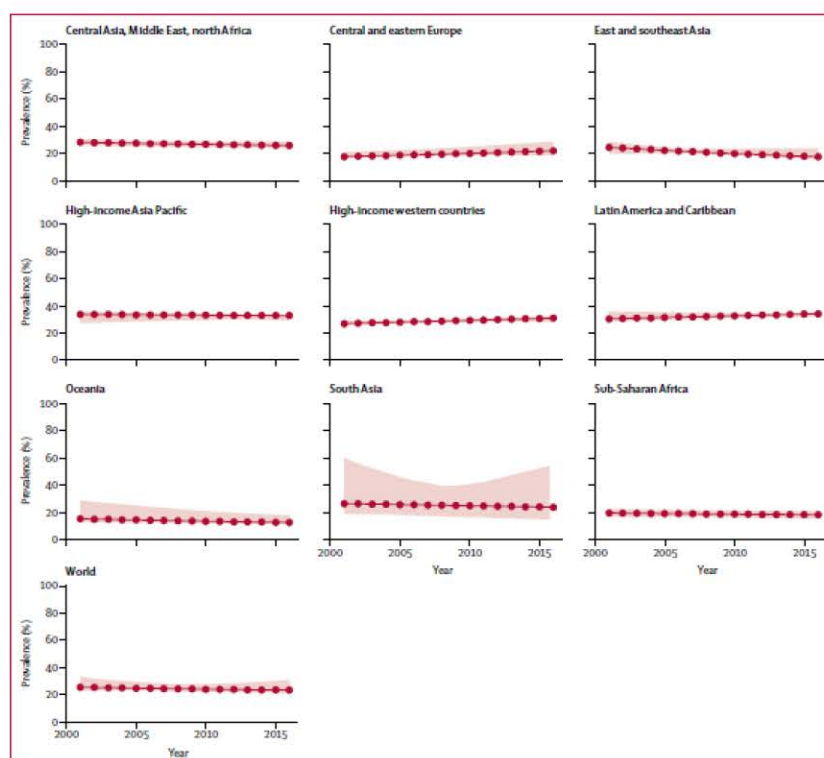 Central Asia, Middle East, north Africa
Central and eastern Europe
East and southeast Asia
Prevalence (%)
100
80
60
40
20
0
High-income Asia Pacific
High-income western countries
Latin America and Caribbean
Prevalence (%)
100
80
60
40
20
0
Oceania
South Asia
Sub-Saharan Africa
Prevalence (%)
100
80
60
40
20
0
2000
2005
2010
2015
2000
2005
2010
2015
Year
Year
World
Prevalence (%)
100
80
60
40
20
0
2000
2005
2010
2015
Year